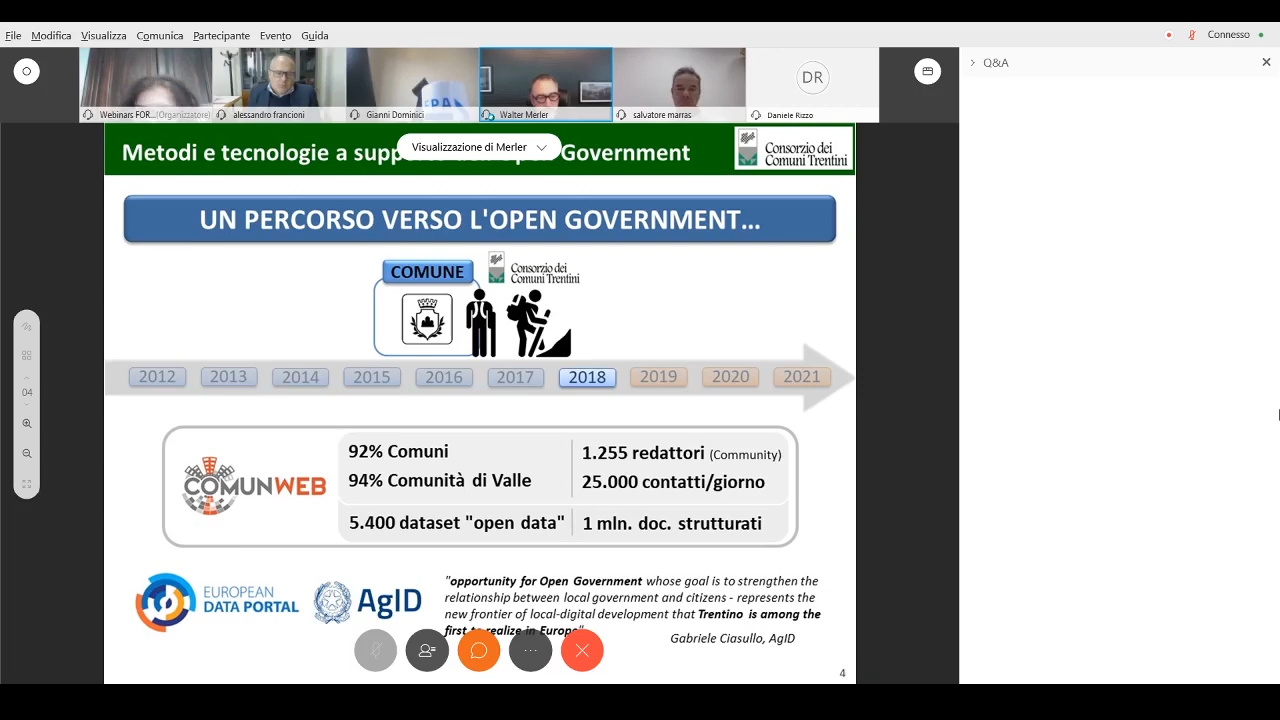 File Modifica Visualizza Comunica Partecipante Evento Guida
Connesso
Q&A
Webinars FOR... (Organizzatore)
alessandro francioni
Gianni Dominici
Walter Merler
salvatore marras
DR
Daniele Rizzo
Visualizzazione di Merler
Metodi e tecnologie a supp Government
Consorzio dei
Comuni Trentini
UN PERCORSO VERSO L'OPEN GOVERNMENT...
COMUNE
Consorzio dei
Comuni Trentini
2012 2013 2014 2015 2016 2017 2018 2019 2020 2021
04
92% Comuni
94% Comunità di Valle
1.255 redattori (Community)
25.000 contatti/giorno
COMUNWEB
5.400 dataset "open data"
1 mln. doc. strutturati
EUROPEAN
DATA PORTAL
AgID
"opportunity for Open Government whose goal is to strengthen the
relationship between local government and citizens - represents the
new frontier of local-digital development that Trentino is among the
first to realize in Europe"
Gabriele Ciasullo, AgID
4